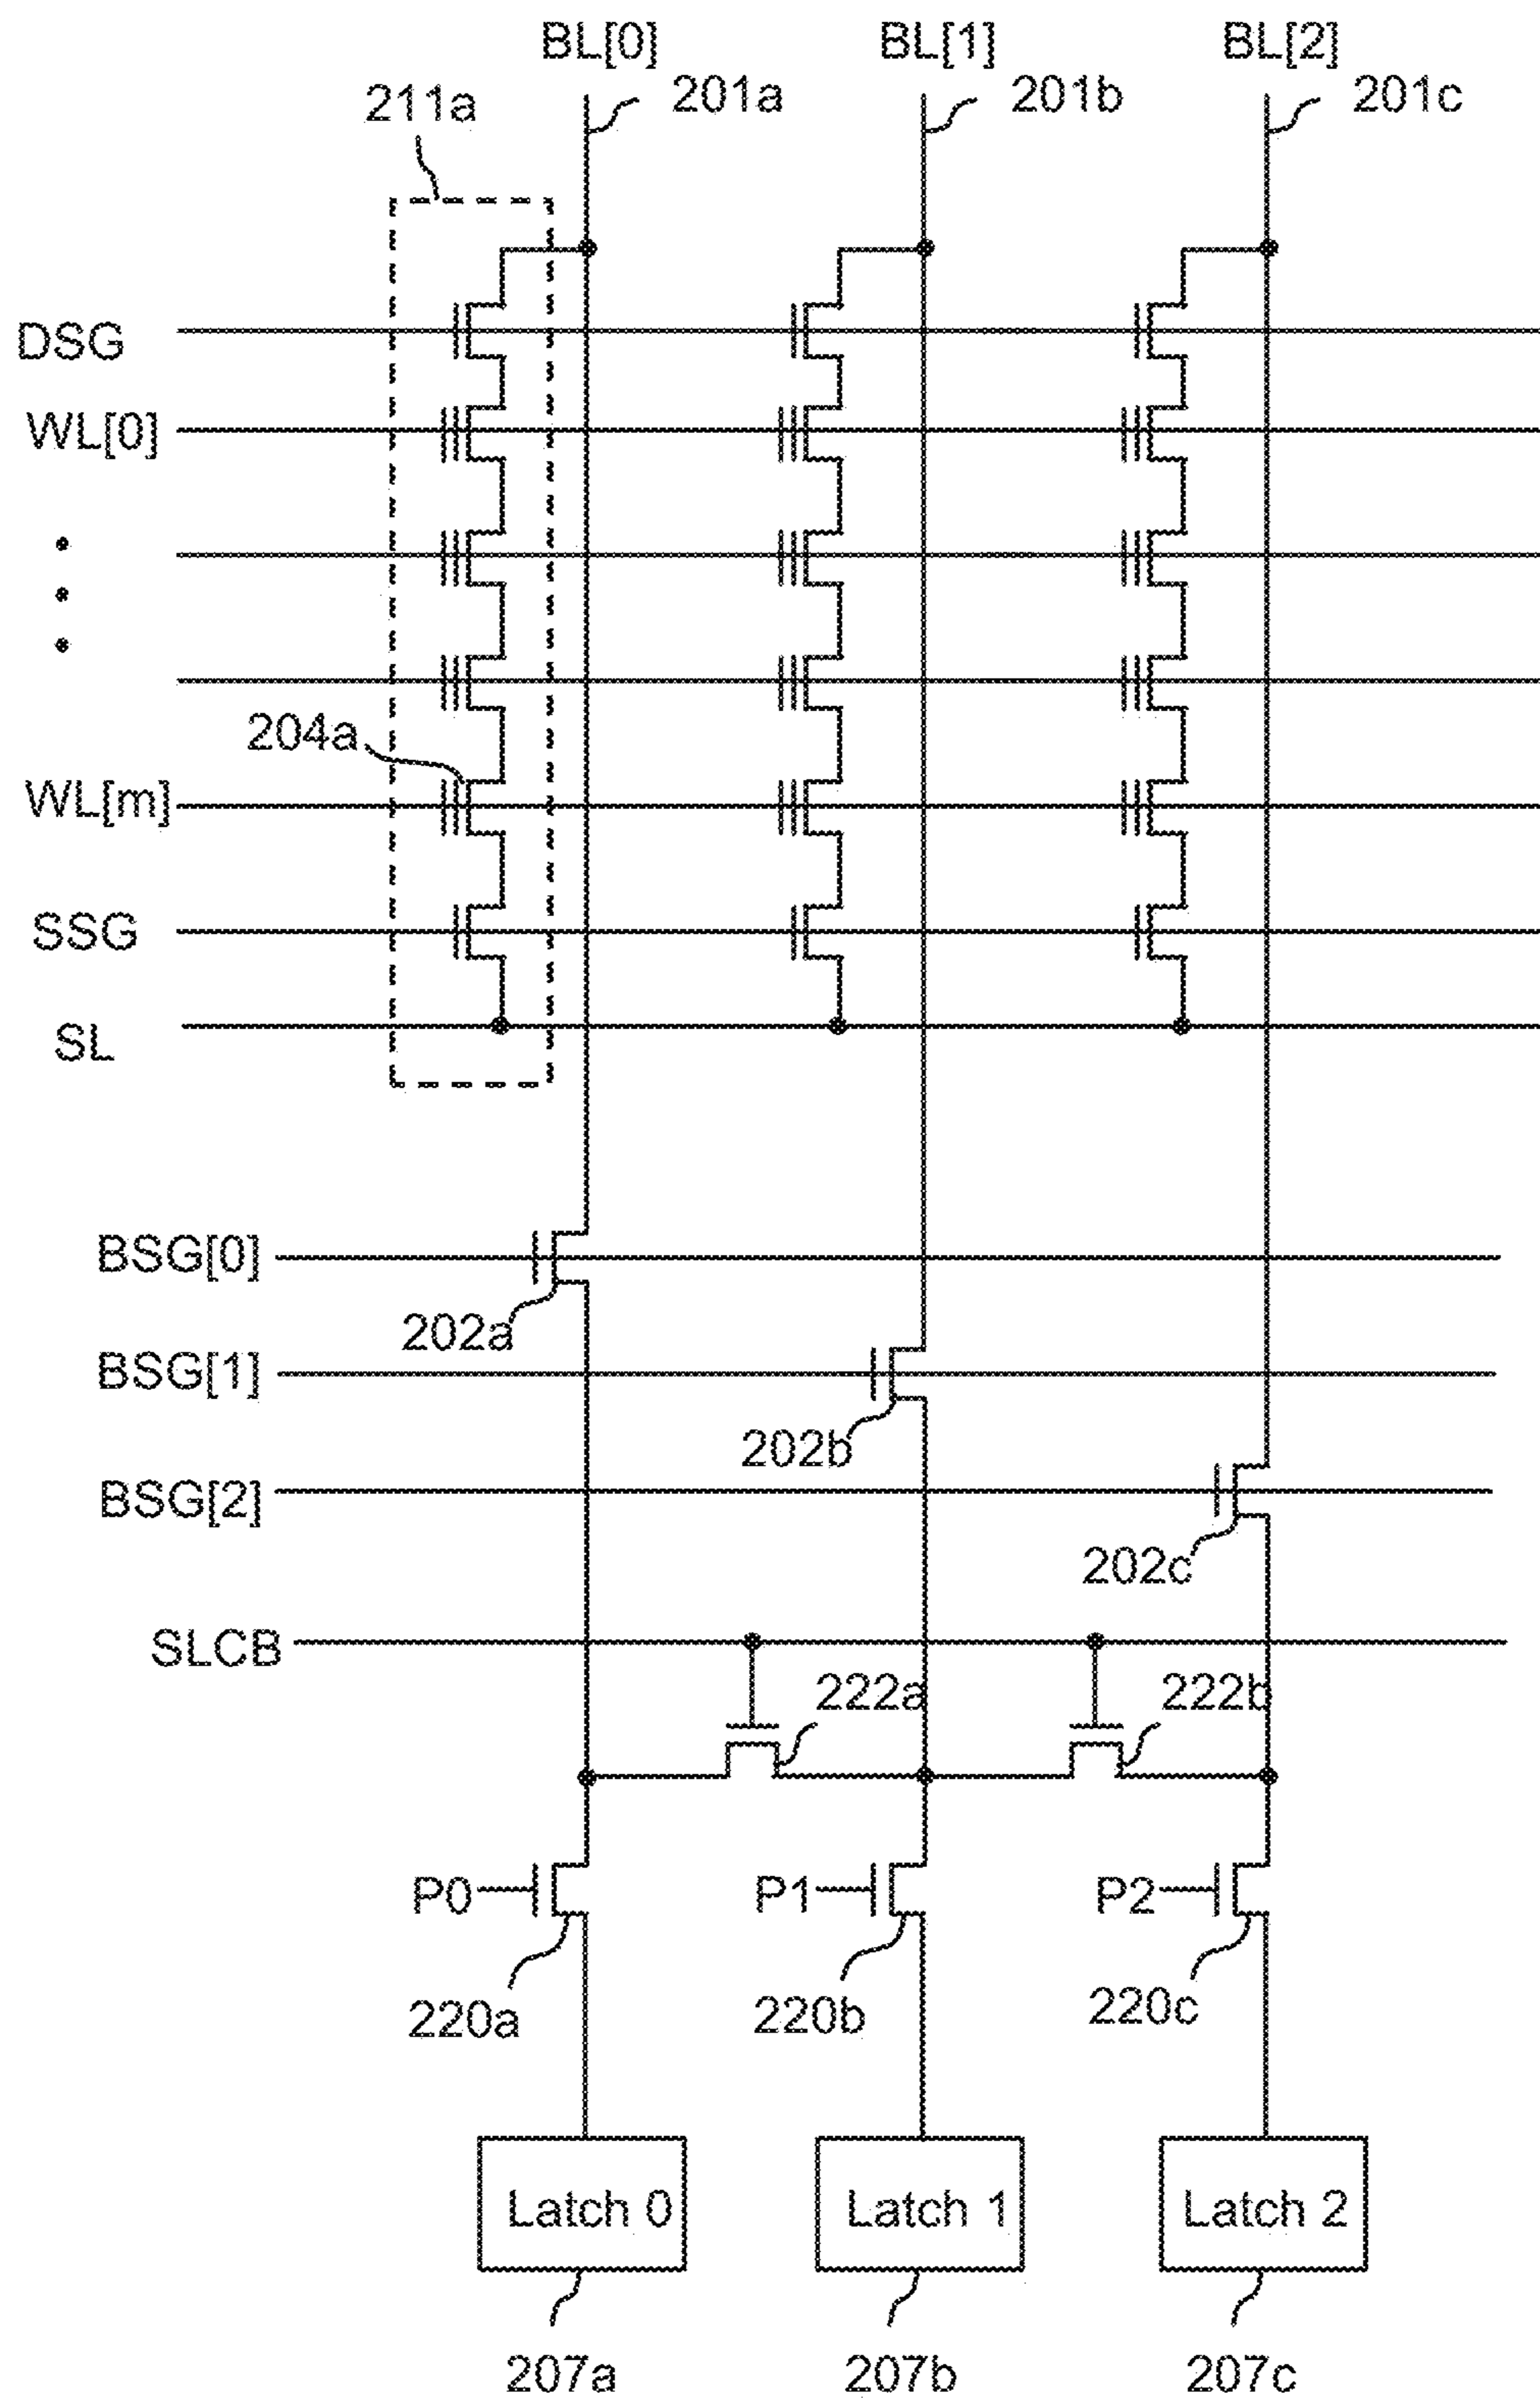 BL[0] BL[1] BL[2]
211a 201a 201b 201c
DSG
WL[0]
204a
WL[m]
SSG
SL
BSG[0]
202a
BSG[1]
202b
BSG[2]
202c
SLCB
222a 222b
P0 P1 P2
220a 220b 220c
Latch 0 Latch 1 Latch 2
207a 207b 207c